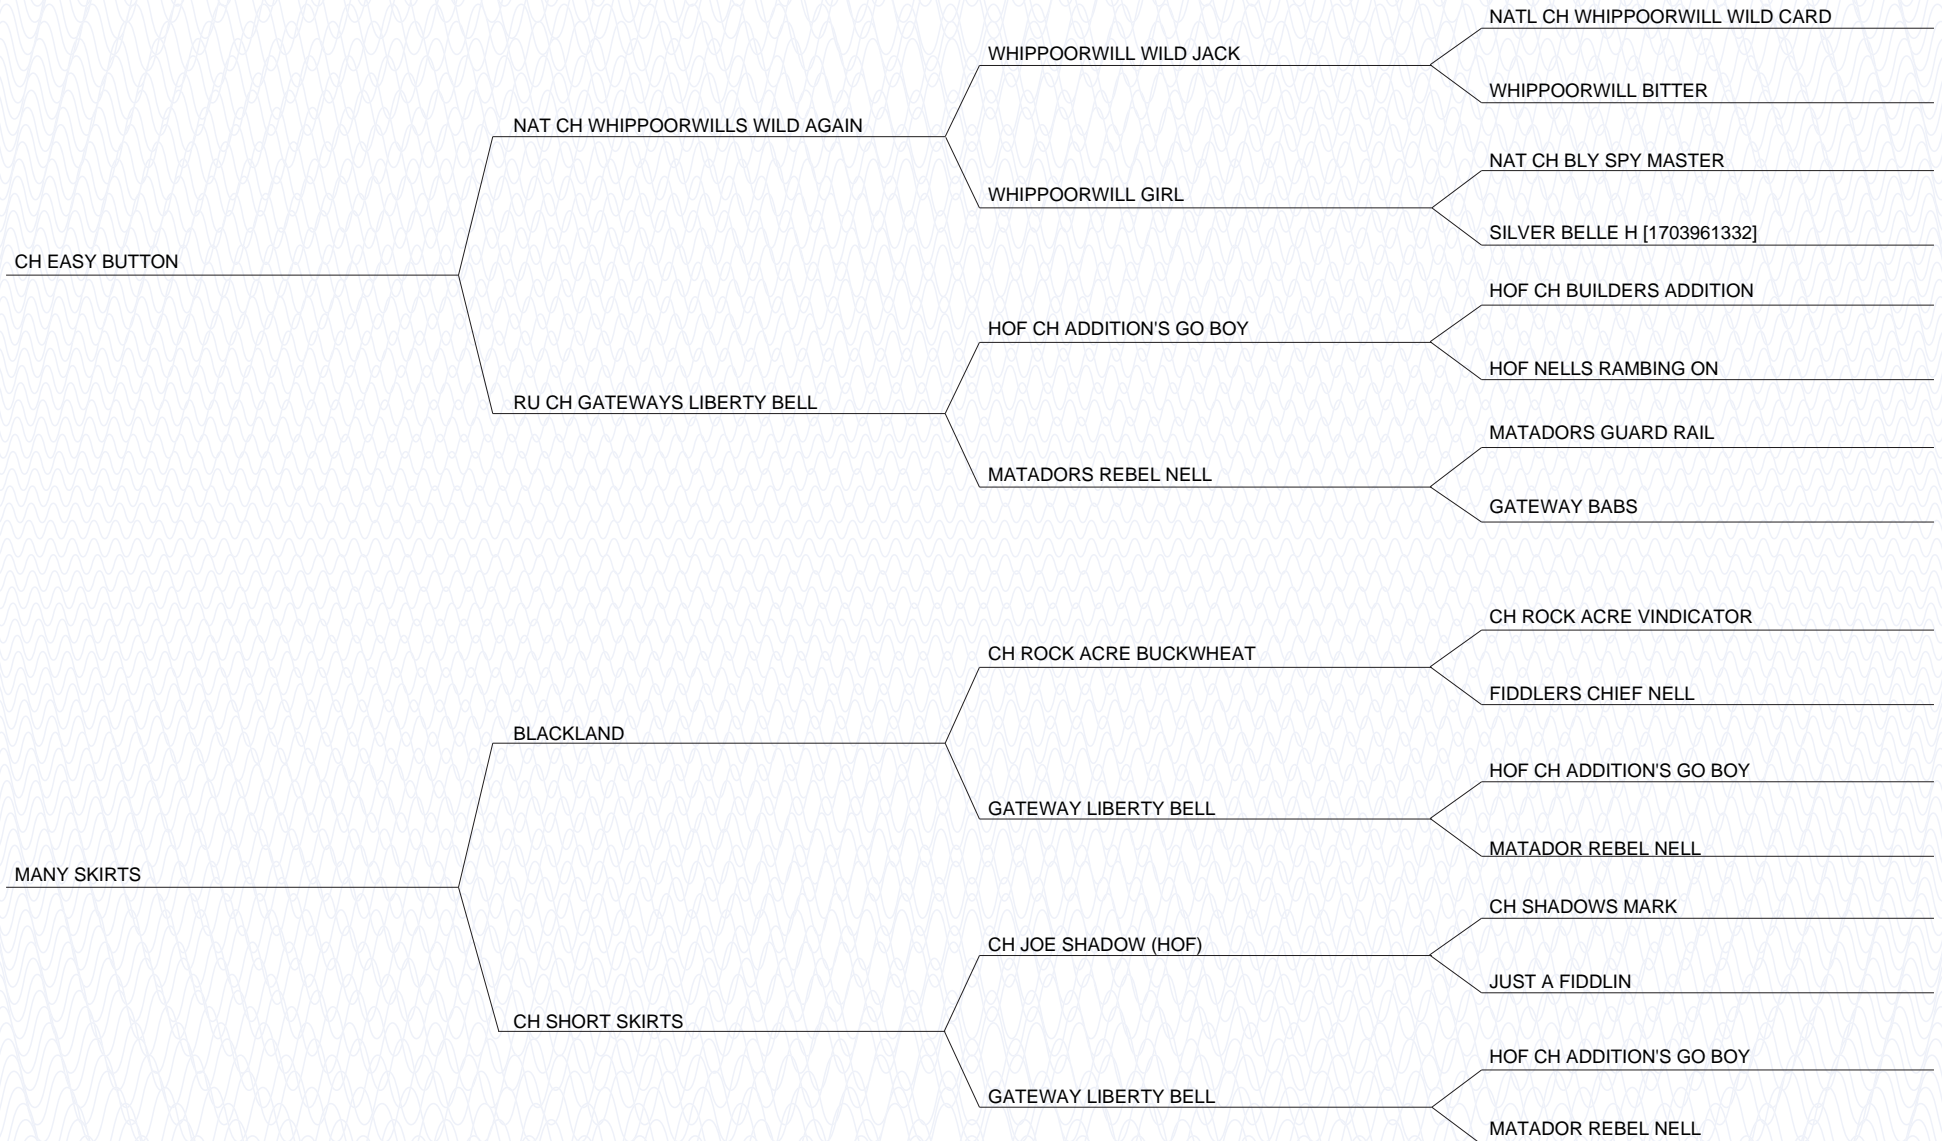 NATL CH WHIPPOORWILL WILD CARD
WHIPPOORWILL WILD JACK
WHIPPOORWILL BITTER
NAT CH WHIPPOORWILLS WILD AGAIN
NAT CH BLY SPY MASTER
WHIPPOORWILL GIRL
SILVER BELLE H [1703961332]
CH EASY BUTTON
HOF CH BUILDERS ADDITION
HOF CH ADDITION'S GO BOY
HOF NELLS RAMBING ON
RU CH GATEWAYS LIBERTY BELL
MATADORS GUARD RAIL
MATADORS REBEL NELL
GATEWAY BABS
CH ROCK ACRE VINDICATOR
CH ROCK ACRE BUCKWHEAT
FIDDLERS CHIEF NELL
BLACKLAND
HOF CH ADDITION'S GO BOY
GATEWAY LIBERTY BELL
MATADOR REBEL NELL
MANY SKIRTS
CH SHADOWS MARK
CH JOE SHADOW (HOF)
JUST A FIDDLIN
CH SHORT SKIRTS
HOF CH ADDITION'S GO BOY
GATEWAY LIBERTY BELL
MATADOR REBEL NELL